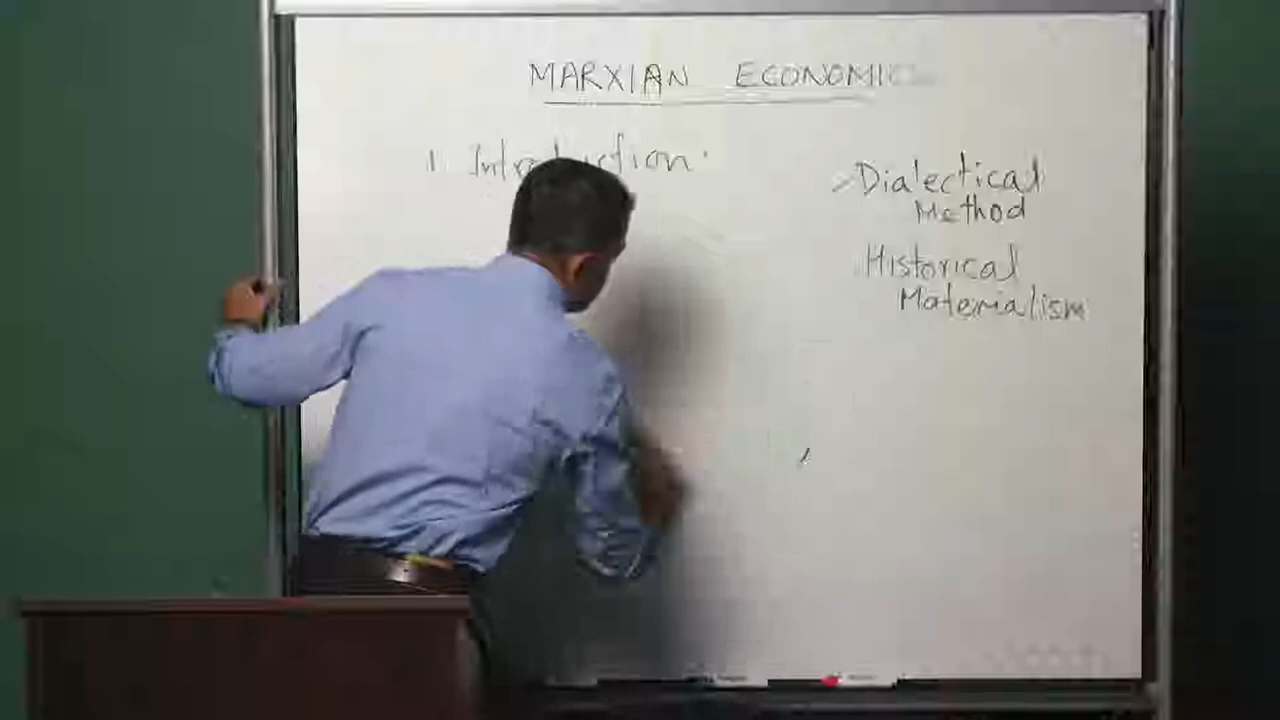 MARXIAN ECONOMICS
1. Introduction.
>Dialectical
Method
Historical
Materialism